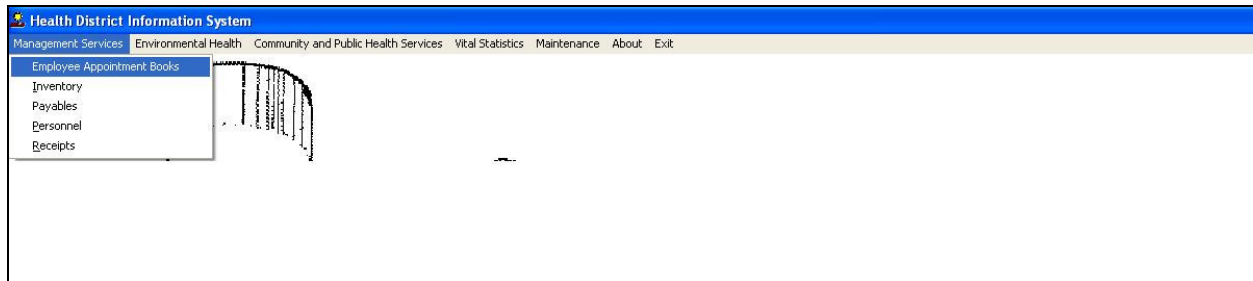 Health District Information System
Management Services Environmental Health Community and Public Health Services Vital Statistics Maintenance About Exit
Employee Appointment Books
Inventory
Payables
Personnel
Receipts